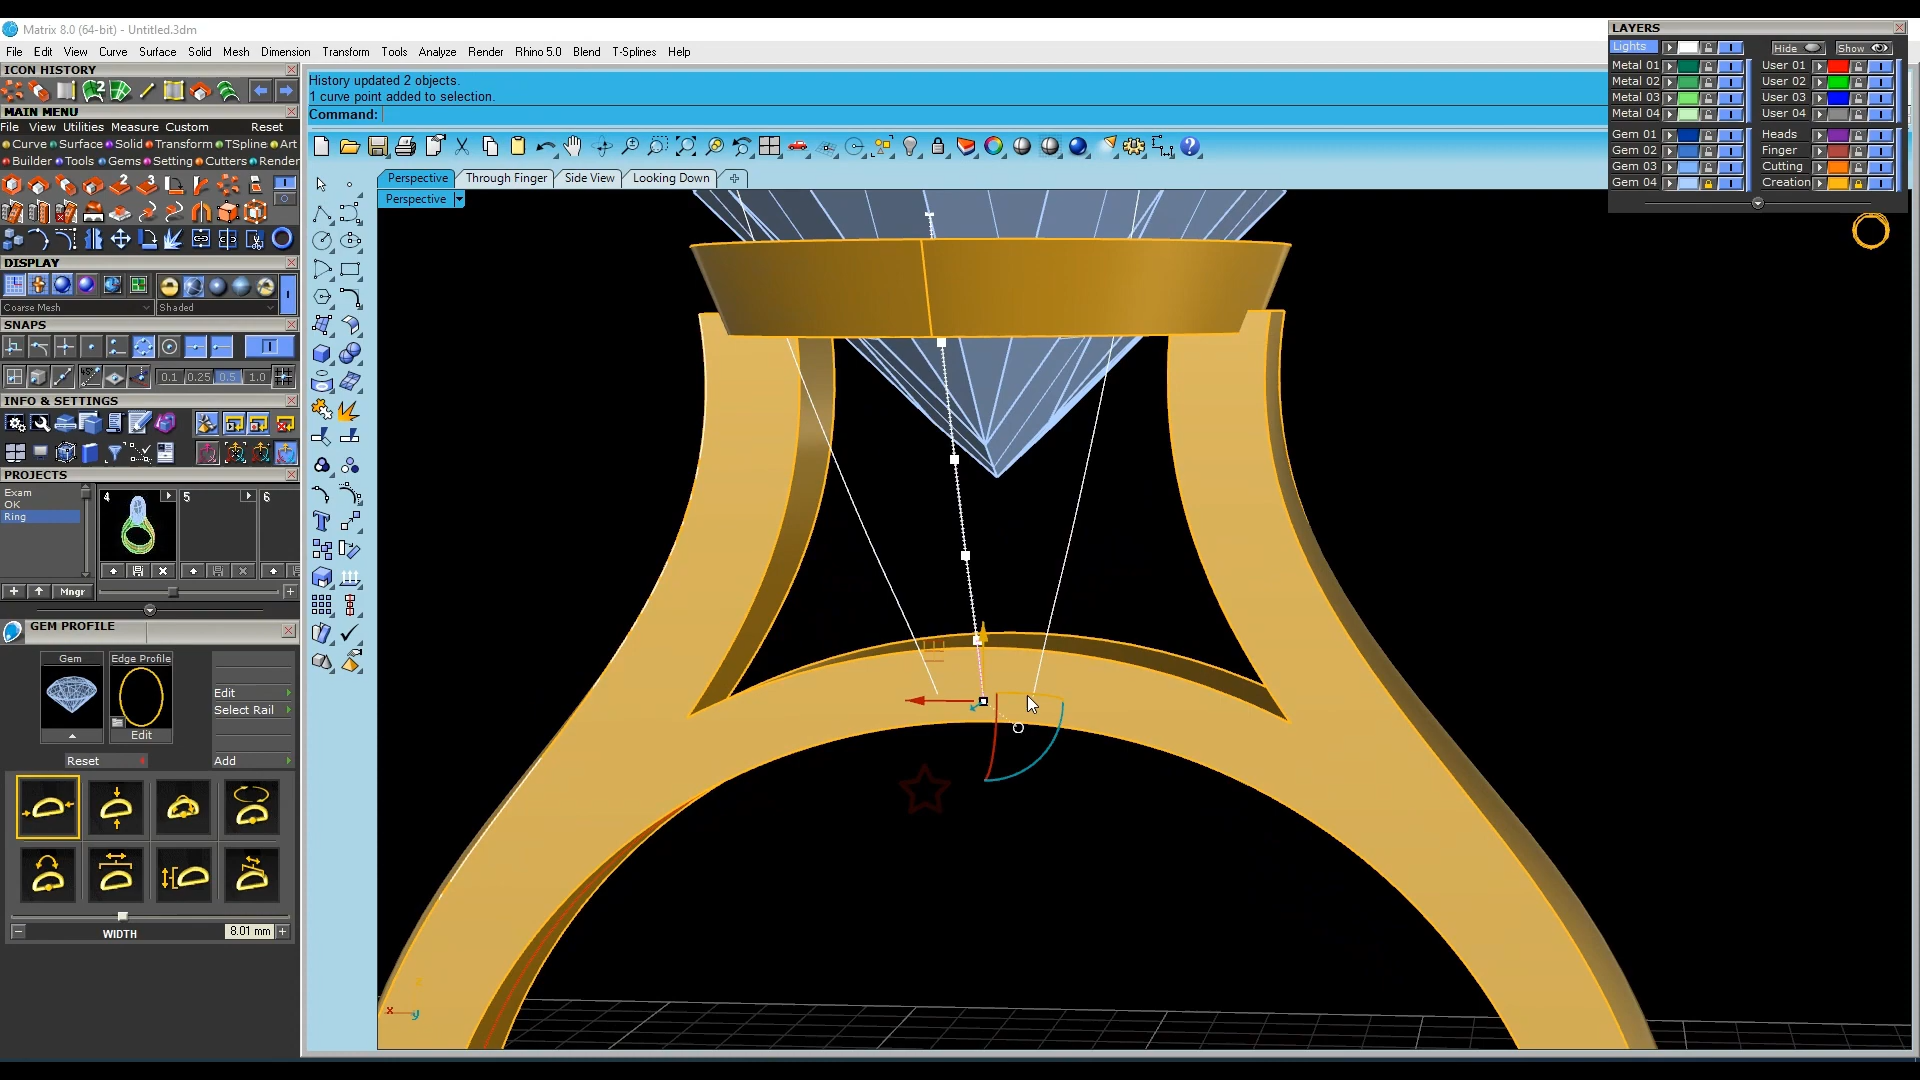 Matrix 8.0 (64-bit) - Untitled.3dm
File Edit View Curve Surface Solid Mesh Dimension Transform Tools Analyze Render Rhino 5.0 Blend T-Splines Help
ICON HISTORY
MAIN MENU
File View Utilities Measure Custom Reset
Curve Surface Solid Transform TSpline Art
Builder Tools Gems Setting Cutters Render
2 3
DISPLAY
Coarse Mesh Shaded
SNAPS
0.1 0.25 0.5 1.0
INFO & SETTINGS
PROJECTS
Exam
OK
Ring
4 5 6
Mngr
GEM PROFILE
Gem Edge Profile
Edit
Select Rail
Edit
Reset Add
WIDTH 8.01 mm
History updated 2 objects.
1 curve point added to selection.
Command:
Perspective Through Finger Side View Looking Down
Perspective
x y
LAYERS
Lights Hide Show
Metal 01 User 01
Metal 02 User 02
Metal 03 User 03
Metal 04 User 04
Gem 01 Heads
Gem 02 Finger
Gem 03 Cutting
Gem 04 Creation